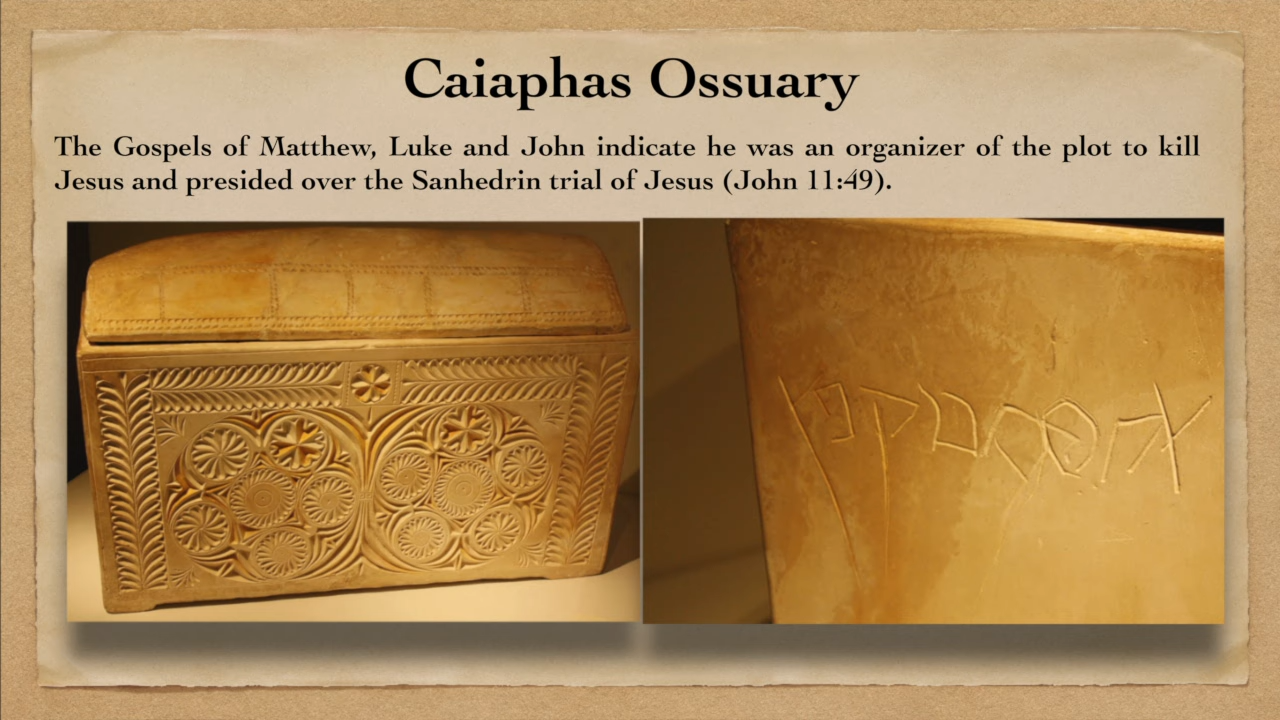 Caiaphas Ossuary
The Gospels of Matthew, Luke and John indicate he was an organizer of the plot to kill
Jesus and presided over the Sanhedrin trial of Jesus (John 11:49).